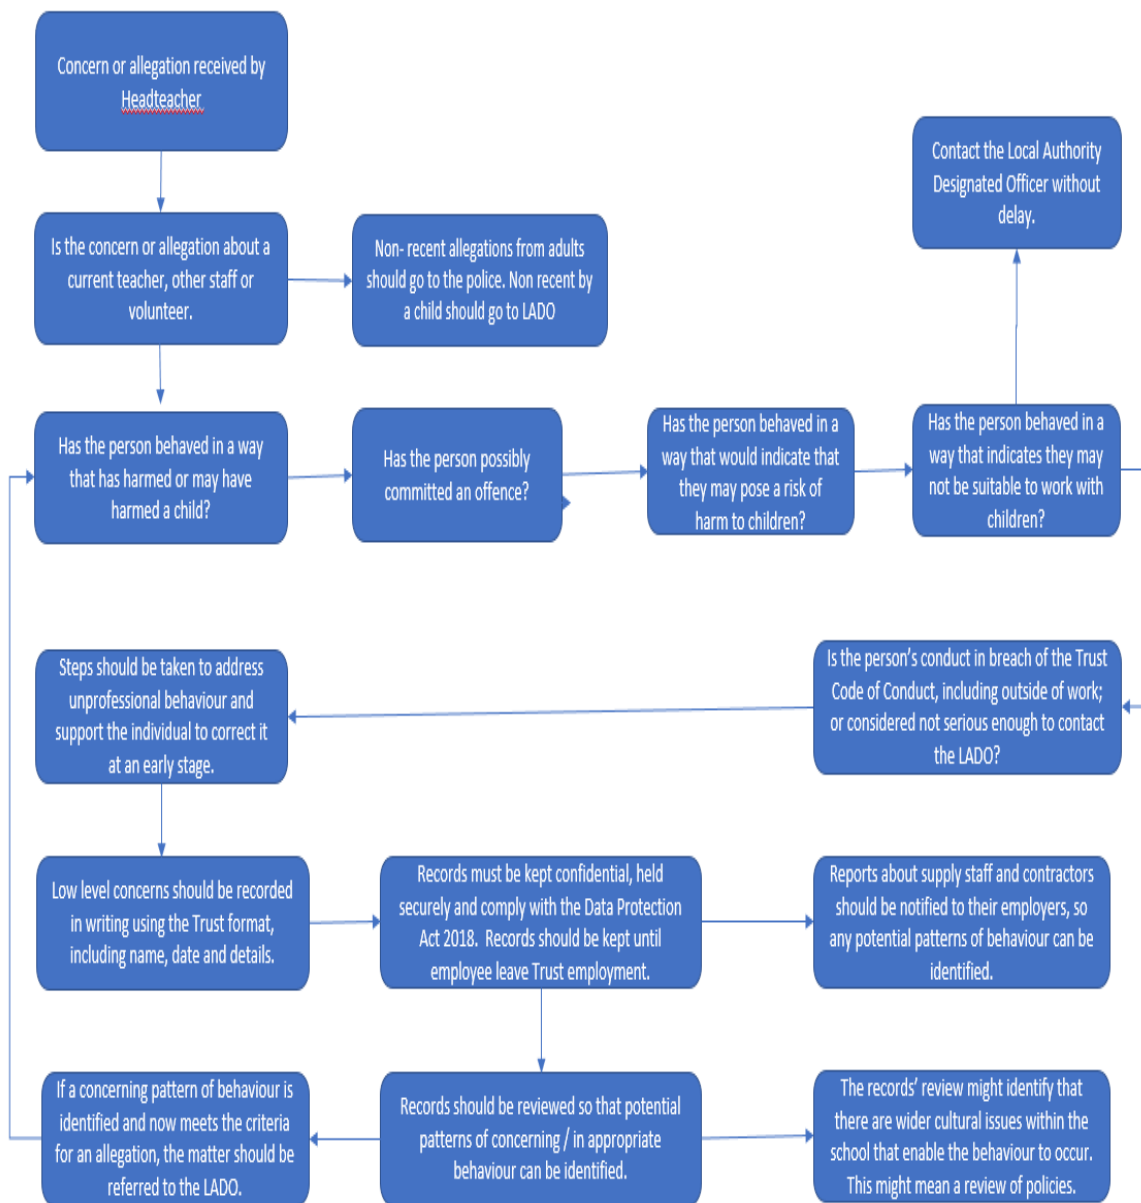 Concern or allegation received by
Headteacher
Contact the Local Authority
Designated Officer without
delay.
Is the concern or allegation about a
current teacher, other staff or
volunteer.
Non- recent allegations from adults
should go to the police. Non recent by
a child should go to LADO
Has the person behaved in a way
that has harmed or may have
harmed a child?
Has the person possibly
committed an offence?
Has the person behaved in a
way that would indicate that
they may pose a risk of
harm to children?
Has the person behaved in a
way that indicates they may
not be suitable to work with
children?
Steps should be taken to address
unprofessional behaviour and
support the individual to correct it
at an early stage.
Is the person’s conduct in breach of the Trust
Code of Conduct, including outside of work;
or considered not serious enough to contact
the LADO?
Low level concerns should be recorded
in writing using the Trust format,
including name, date and details.
Records must be kept confidential, held
securely and comply with the Data Protection
Act 2018. Records should be kept until
employee leave Trust employment.
Reports about supply staff and contractors
should be notified to their employers, so
any potential patterns of behaviour can be
identified.
If a concerning pattern of behaviour is
identified and now meets the criteria
for an allegation, the matter should be
referred to the LADO.
Records should be reviewed so that potential
patterns of concerning / in appropriate
behaviour can be identified.
The records’ review might identify that
there are wider cultural issues within the
school that enable the behaviour to occur.
This might mean a review of policies.